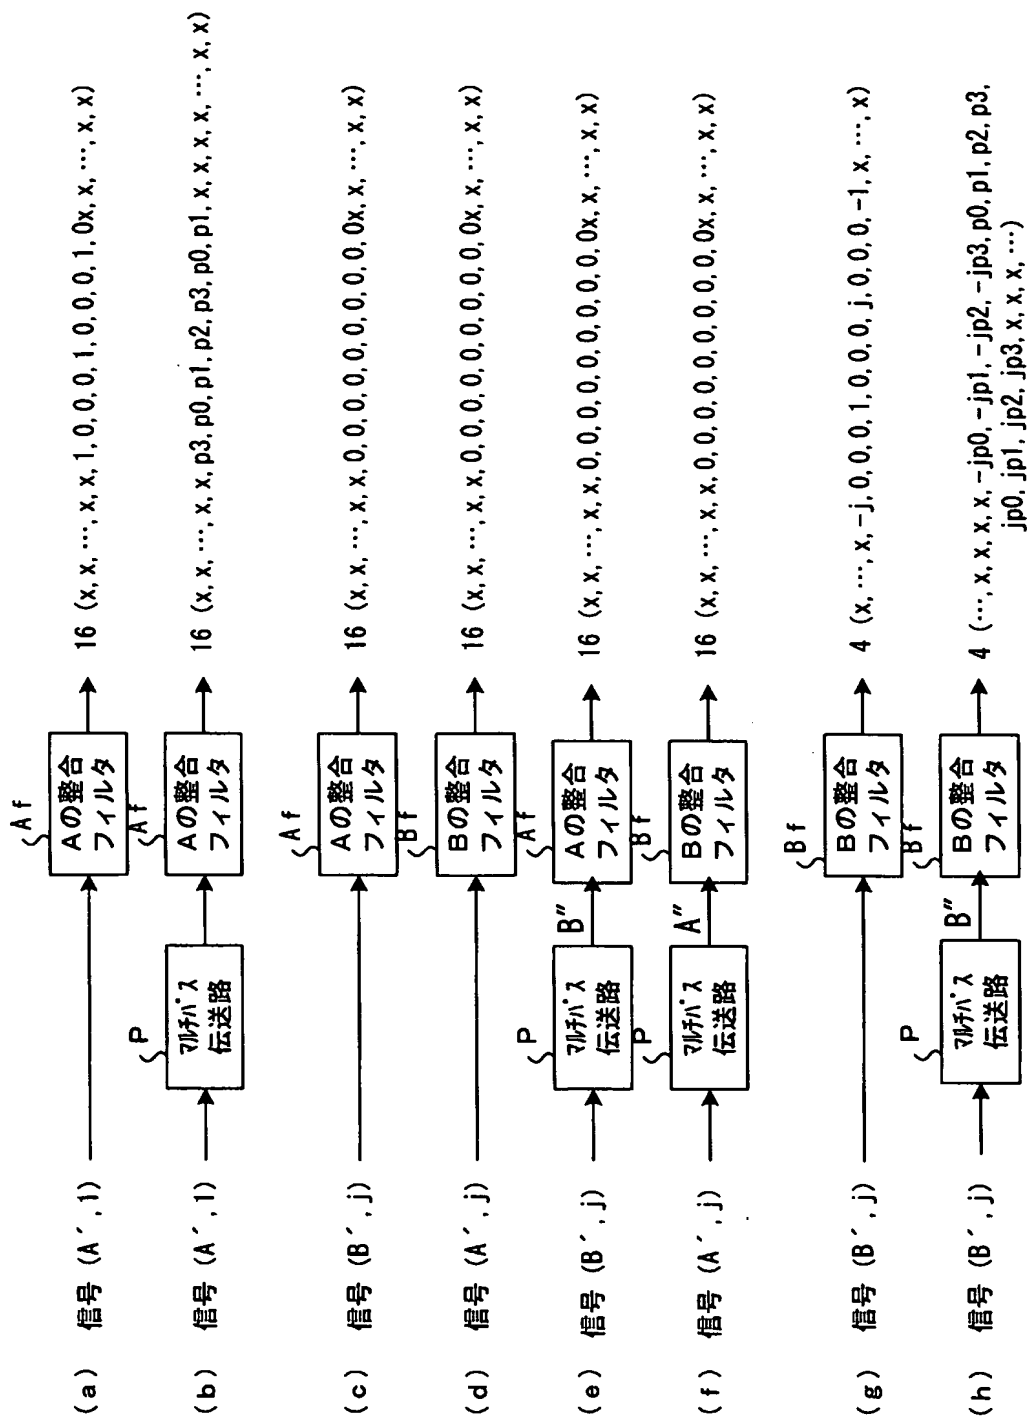 (a) 信号 (A´, 1)
Af
Aの整合
フィルタ
16 (x, x, …, x, x, 1, 0, 0, 0, 1, 0, 0, 0, 1, 0x, x, …, x, x)
(b) 信号 (A´, 1)
P
マルチパス
伝送路
Af
Aの整合
フィルタ
16 (x, x, …, x, x, p3, p0, p1, p2, p3, p0, p1, x, x, x, x, …, x, x)
(c) 信号 (B´, j)
Af
Aの整合
フィルタ
16 (x, x, …, x, x, 0, 0, 0, 0, 0, 0, 0, 0, 0, 0x, x, …, x, x)
(d) 信号 (A´, j)
Bf
Bの整合
フィルタ
16 (x, x, …, x, x, 0, 0, 0, 0, 0, 0, 0, 0, 0, 0x, x, …, x, x)
(e) 信号 (B´, j)
P
マルチパス
伝送路
B″
Af
Aの整合
フィルタ
16 (x, x, …, x, x, 0, 0, 0, 0, 0, 0, 0, 0, 0, 0x, x, …, x, x)
(f) 信号 (A´, j)
P
マルチパス
伝送路
A″
Bf
Bの整合
フィルタ
16 (x, x, …, x, x, 0, 0, 0, 0, 0, 0, 0, 0, 0, 0x, x, …, x, x)
(g) 信号 (B´, j)
Bf
Bの整合
フィルタ
4 (x, …, x, -j, 0, 0, 0, 1, 0, 0, 0, j, 0, 0, 0, -1, x, …, x)
(h) 信号 (B´, j)
P
マルチパス
伝送路
B″
Bf
Bの整合
フィルタ
4 (…, x, x, x, x, -jp0, -jp1, -jp2, -jp3, p0, p1, p2, p3,
jp0, jp1, jp2, jp3, x, x, x, …)